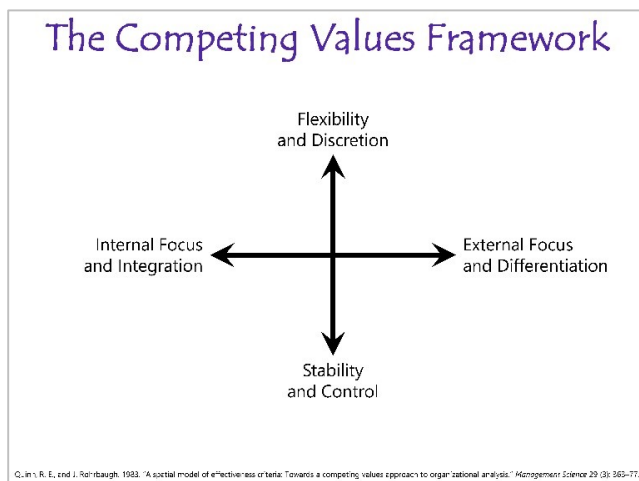 The Competing Values Framework
Flexibility
and Discretion
Internal Focus
and Integration
External Focus
and Differentiation
Stability
and Control
Quinn, R. E., and J. Rohrbaugh. 1983. "A spatial model of effectiveness criteria: Towards a competing values approach to organizational analysis." Management Science 29 (3): 363–77.